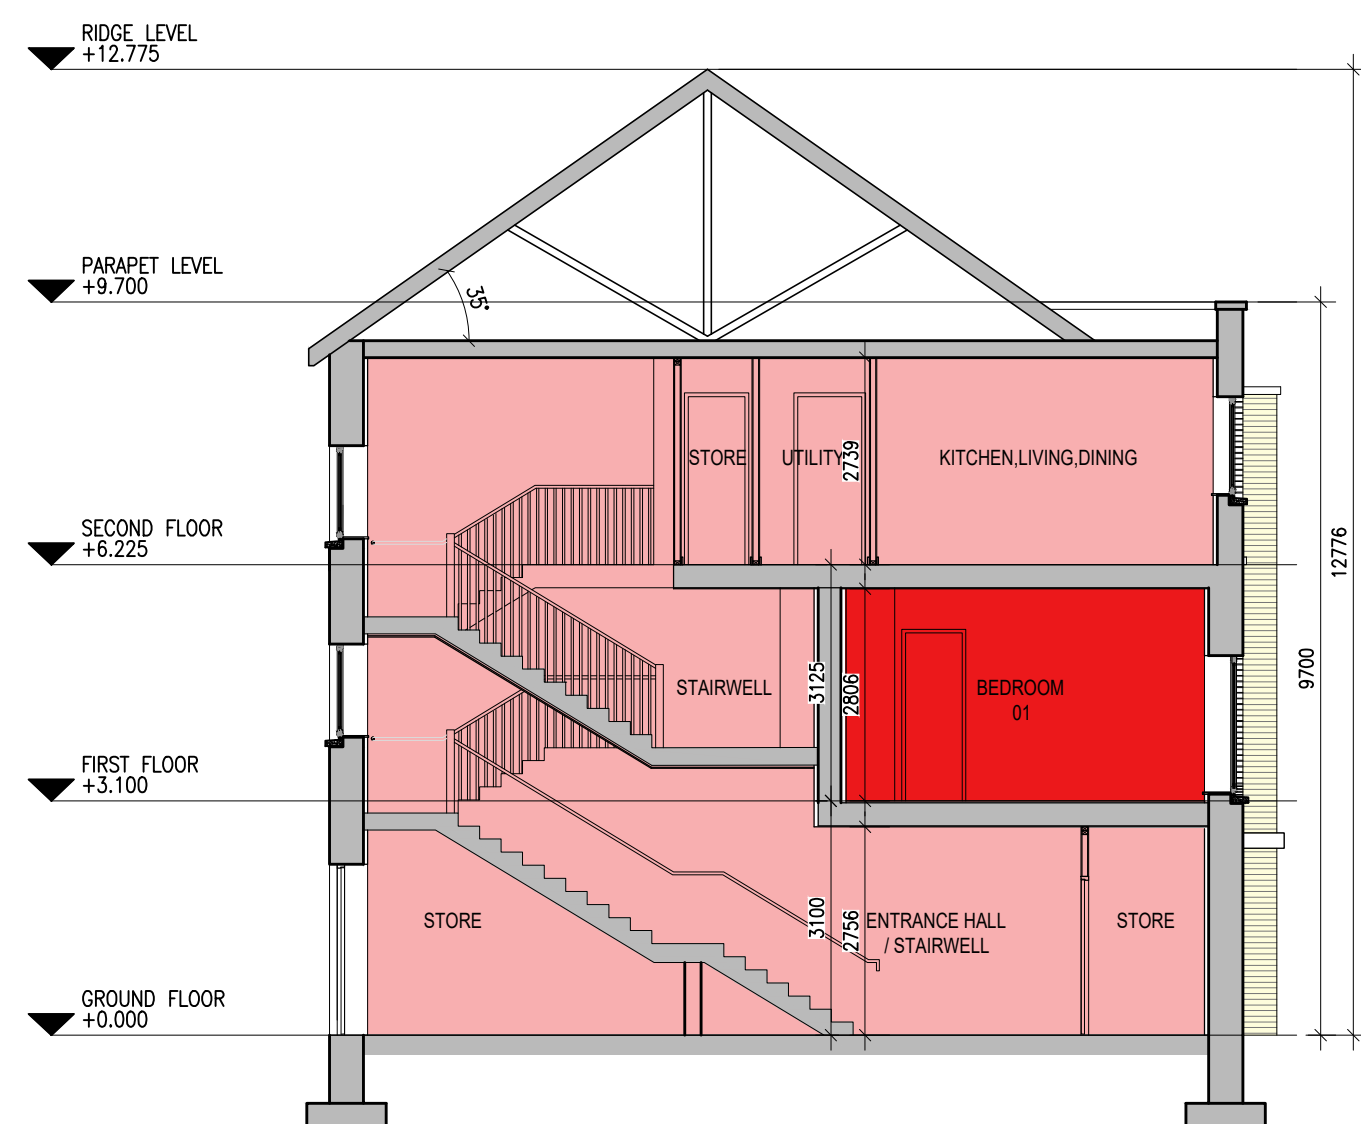 RIDGE LEVEL
+12.775
PARAPET LEVEL
+9.700
35°
STORE
UTILITY
2739
KITCHEN,LIVING,DINING
SECOND FLOOR
+6.225
12776
9700
STAIRWELL
3125
2806
BEDROOM
01
FIRST FLOOR
+3.100
STORE
3100
2756
ENTRANCE HALL
/ STAIRWELL
STORE
GROUND FLOOR
+0.000